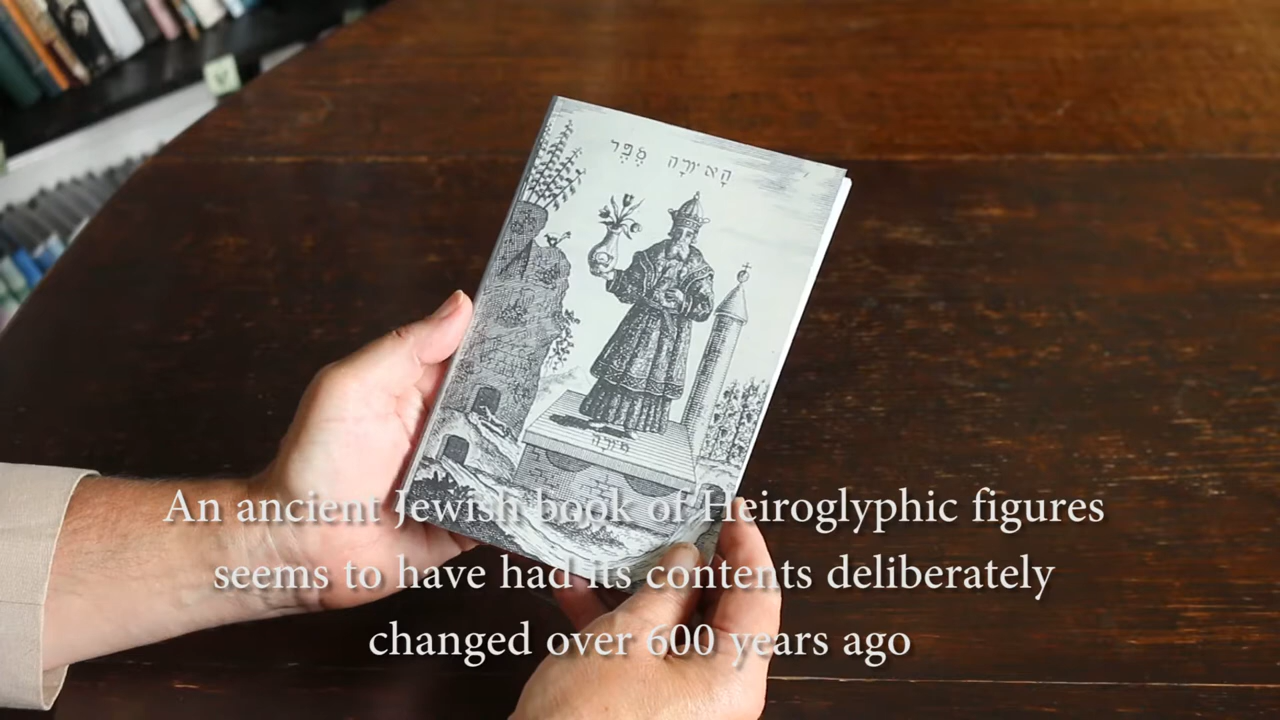 סֶפֶר הָאיוֹרָה
An ancient Jewish book of Heiroglyphic figures
seems to have had its contents deliberately
changed over 600 years ago